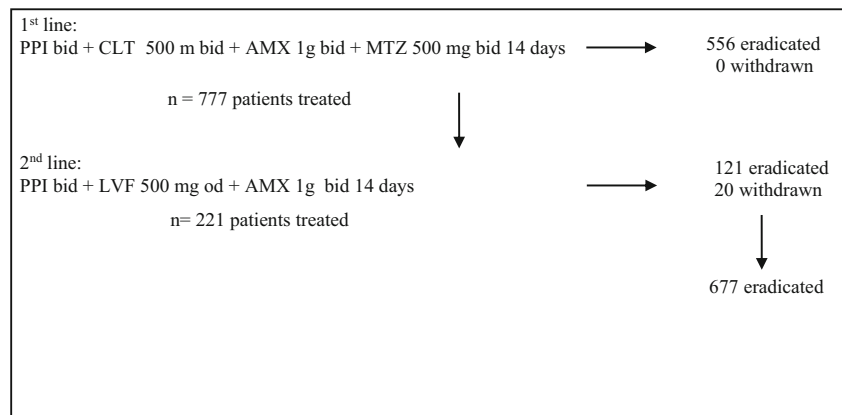 1st line:
PPI bid + CLT 500 m bid + AMX 1g bid + MTZ 500 mg bid 14 days
556 eradicated
0 withdrawn
n = 777 patients treated
2nd line:
PPI bid + LVF 500 mg od + AMX 1g bid 14 days
121 eradicated
20 withdrawn
n= 221 patients treated
677 eradicated